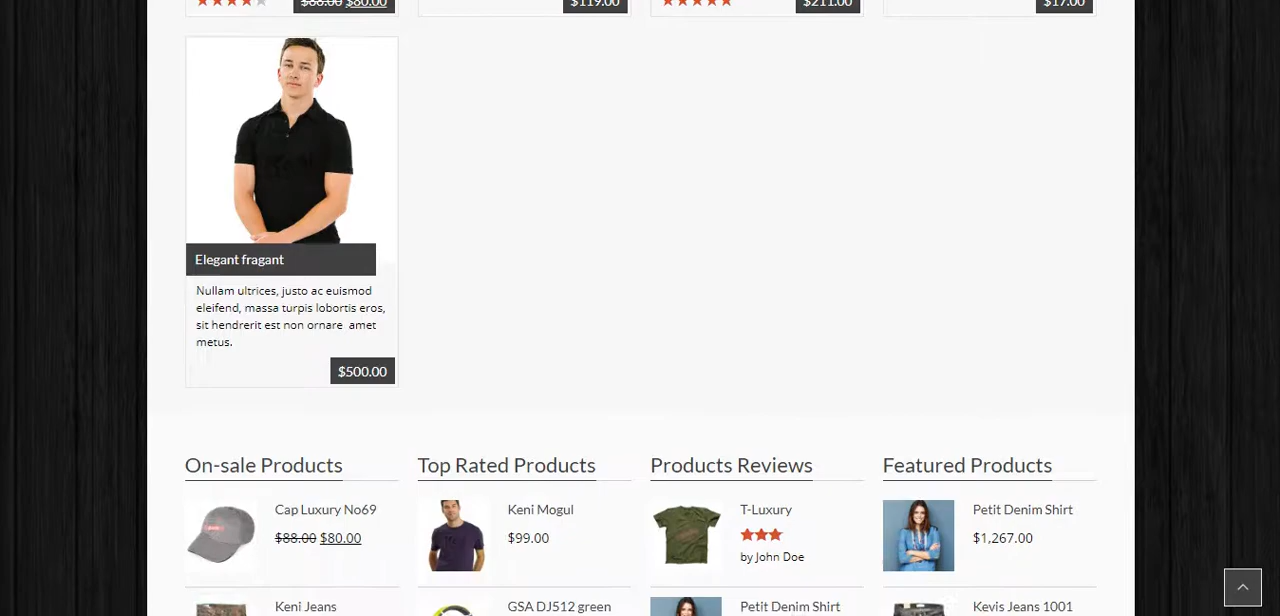 $88.00 $80.00
$119.00
$211.00
$17.00
Elegant fragant
Nullam ultrices, justo ac euismod
eleifend, massa turpis lobortis eros,
sit hendrerit est non ornare amet
metus.
$500.00
On-sale Products
Cap Luxury No69
$88.00 $80.00
Keni Jeans
Top Rated Products
Keni Mogul
$99.00
GSA DJ512 green
Products Reviews
T-Luxury
by John Doe
Petit Denim Shirt
Featured Products
Petit Denim Shirt
$1,267.00
Kevis Jeans 1001